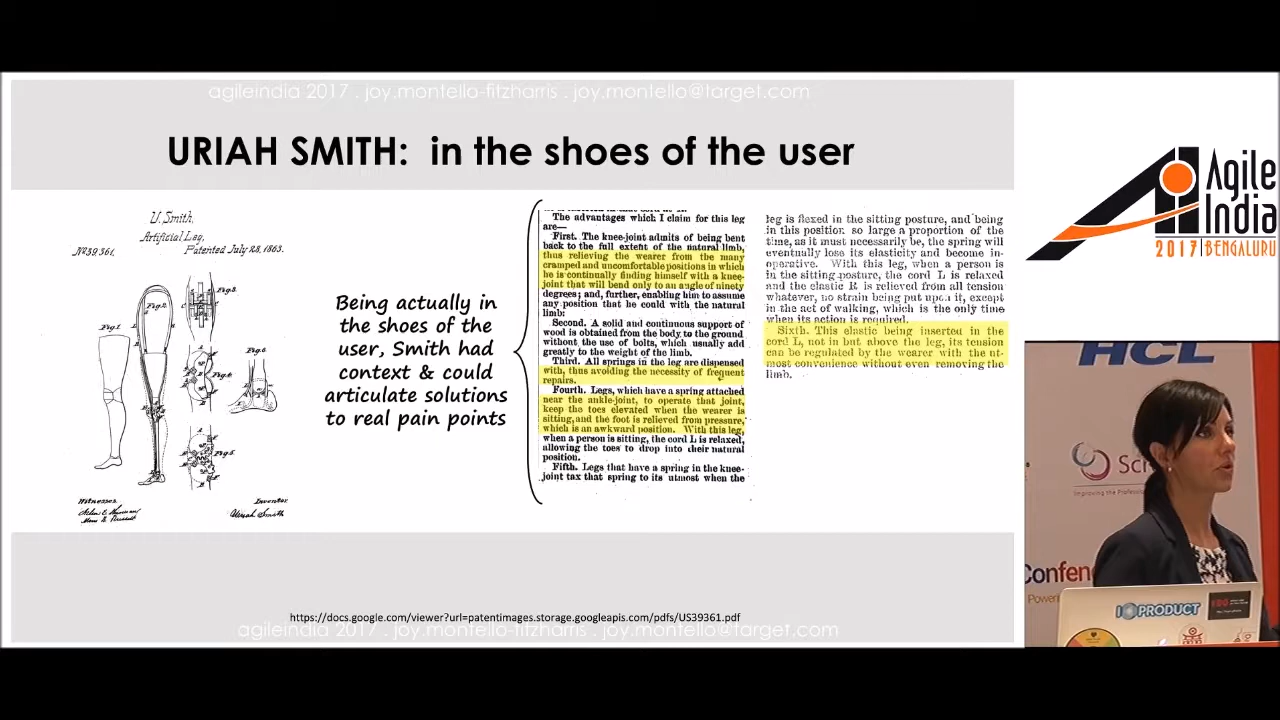 agileindia 2017 . joy.montello-fitzharris . joy.montello@target.com
URIAH SMITH: in the shoes of the user
U. Smith,
Artificial Leg,
No 39,361.
Patented July 28, 1863.
Fig.1
Fig.2
Fig.3
Fig.4
Fig.5
Fig.6
Witnesses
Inventor
Uriah Smith
Being actually in
the shoes of the
user, Smith had
context & could
articulate solutions
to real pain points
The advantages which I claim for this leg
are—
First. The knee-joint admits of being bent
back to the full extent of the natural limb,
thus relieving the wearer from the many
cramped and uncomfortable positions in which
he is continually finding himself with a knee-
joint that will bend only to an angle of ninety
degrees; and, further, enabling him to assume
any position that he could with the natural
limb:
Second. A solid and continuous support of
wood is obtained from the body to the ground
without the use of bolts, which usually add
greatly to the weight of the limb.
Third. All springs in the leg are dispensed
with, thus avoiding the necessity of frequent
repairs.
Fourth. Legs, which have a spring attached
near the ankle-joint, to operate that joint,
keep the toes elevated when the wearer is
sitting, and the foot is relieved from pressure,
which is an awkward position. With this leg,
when a person is sitting, the cord L is relaxed,
allowing the toes to drop into their natural
position.
Fifth. Legs that have a spring in the knee-
joint tax that spring to its utmost when the
leg is flexed in the sitting posture, and being
in this position so large a proportion of the
time, as it must necessarily be, the spring will
eventually lose its elasticity and become in-
operative. With this leg, when a person is
in the sitting posture, the cord L is relaxed
and the elastic R is relieved from all tension
whatever, no strain being put upon it, except
in the act of walking, which is the only time
when its action is required.
Sixth. This elastic being inserted in the
cord L, not in but above the leg, its tension
can be regulated by the wearer with the ut-
most convenience without even removing the
limb.
https://docs.google.com/viewer?url=patentimages.storage.googleapis.com/pdfs/US39361.pdf
agileindia 2017 . joy.montello-fitzharris . joy.montello@target.com
Agile
India
2017 | BENGALURU
HCL
Improving the
Confen
Power
PRODUCT